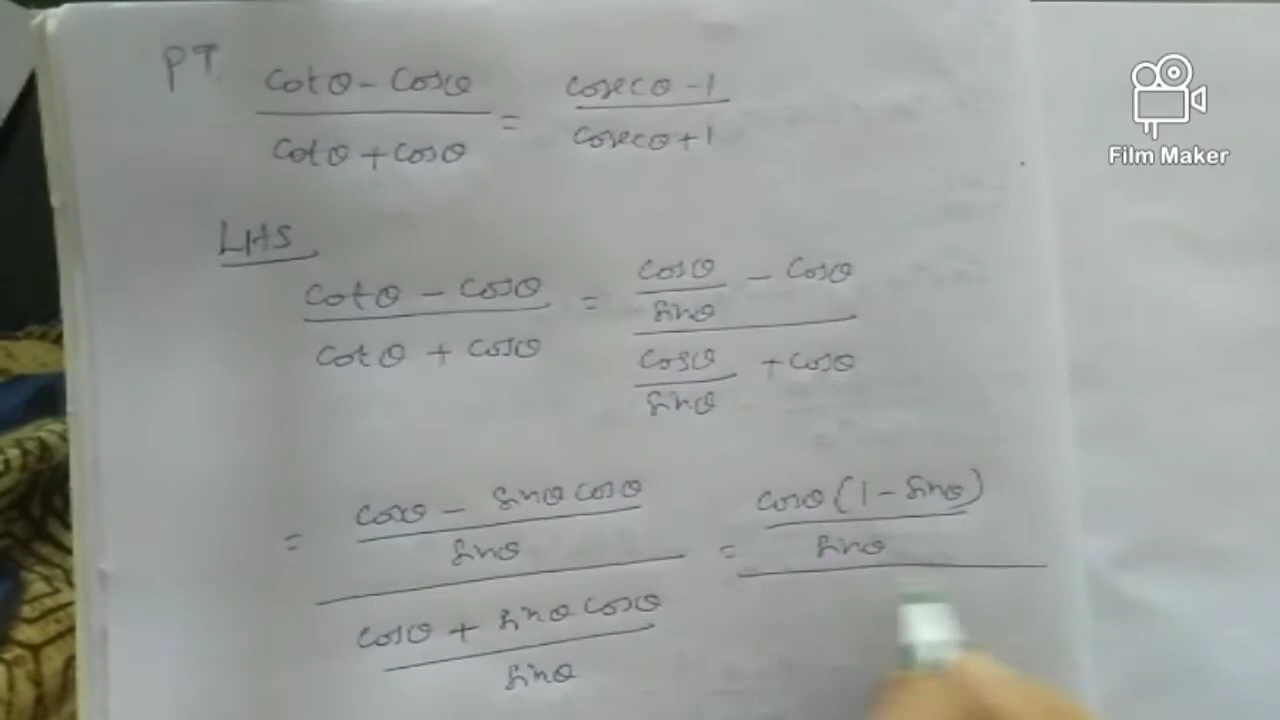 PT. cotθ - cosθ / cotθ + cosθ = cosecθ - 1 / cosecθ + 1
Film Maker
LHS
cotθ - cosθ / cotθ + cosθ = cosθ / sinθ - cosθ / cosθ / sinθ + cosθ
= cosθ - sinθ cosθ / sinθ / cosθ + sinθ cosθ / sinθ = cosθ (1 - sinθ) / sinθ